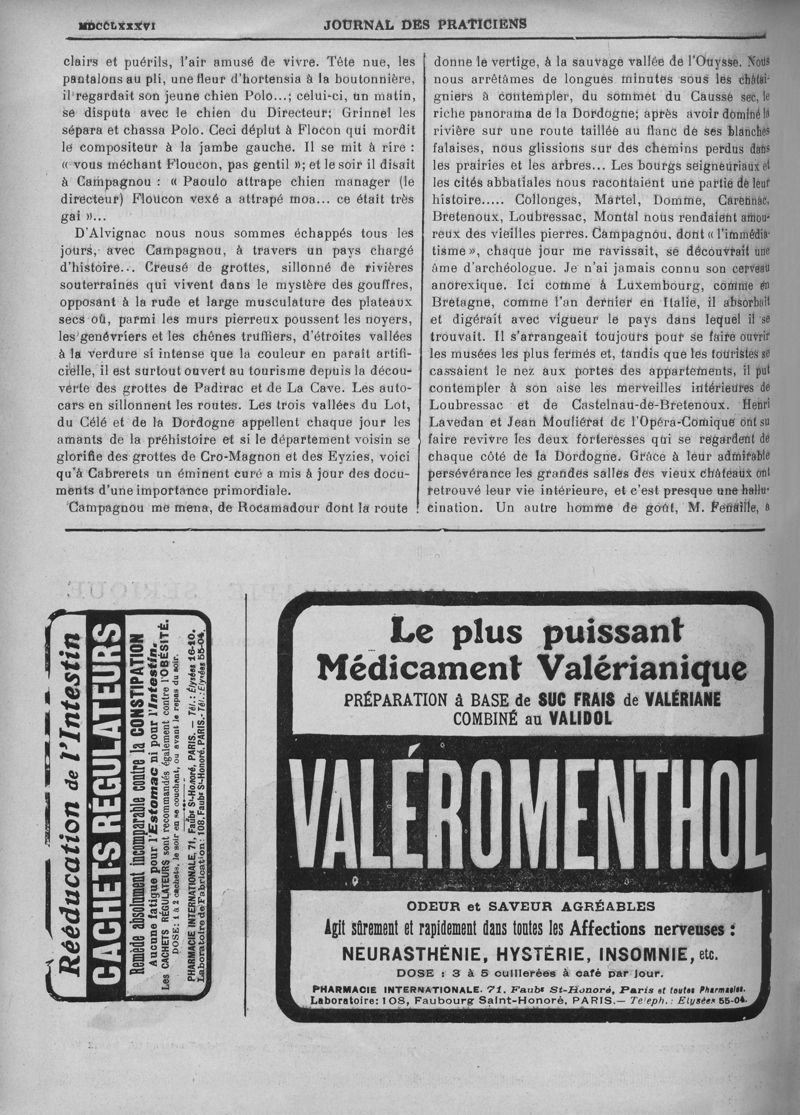 MDCCLXXXVI
JOURNAL DES PRATICIENS
clairs et puérils, l'air amusé de vivre. Tête nue, les
pantalons au pli, une fleur d'hortensia à la boutonnière,
il regardait son jeune chien Polo...; celui-ci, un matin,
se disputa avec le chien du Directeur; Grinnel les
sépara et chassa Polo. Ceci déplut à Flocon qui mordit
le compositeur à la jambe gauche. Il se mit à rire :
« vous méchant Floucon, pas gentil »; et le soir il disait
à Campagnou : « Paoulo attrape chien manager (le
directeur) Floucon vexé a attrapé moa... ce était très
gai »...
D'Alvignac nous nous sommes échappés tous les
jours, avec Campagnou, à travers un pays chargé
d'histoire... Creusé de grottes, sillonné de rivières
souterraines qui vivent dans le mystère des gouffres,
opposant à la rude et large musculature des plateaux
secs où, parmi les murs pierreux poussent les noyers,
les genévriers et les chênes truffiers, d'étroites vallées
à la verdure si intense que la couleur en paraît artifi-
cielle, il est surtout ouvert au tourisme depuis la décou-
verte des grottes de Padirac et de La Cave. Les auto-
cars en sillonnent les routes. Les trois vallées du Lot,
du Célé et de la Dordogne appellent chaque jour les
amants de la préhistoire et si le département voisin se
glorifie des grottes de Cro-Magnon et des Eyzies, voici
qu'à Cabrerets un éminent curé a mis à jour des docu-
ments d'une importance primordiale.
Campagnou me mena, de Rocamadour dont la route
donne le vertige, à la sauvage vallée de l'Ouysse. Nous
nous arrêtâmes de longues minutes sous les châtai-
gniers à contempler, du sommet du Causse sec, le
riche panorama de la Dordogne; après avoir dominé la
rivière sur une route taillée au flanc de ses blanches
falaises, nous glissions sur des chemins perdus dans
les prairies et les arbres... Les bourgs seigneuriaux et
les cités abbatiales nous racontaient une partie de leur
histoire..... Collonges, Martel, Domme, Carennac,
Bretenoux, Loubressac, Montal nous rendaient amou-
reux des vieilles pierres. Campagnou, dont « l'immédia-
tisme », chaque jour me ravissait, se découvrait une
âme d'archéologue. Je n'ai jamais connu son cerveau
anorexique. Ici comme à Luxembourg, comme en
Bretagne, comme l'an dernier en Italie, il absorbait
et digérait avec vigueur le pays dans lequel il se
trouvait. Il s'arrangeait toujours pour se faire ouvrir
les musées les plus fermés et, tandis que les touristes se
cassaient le nez aux portes des appartements, il put
contempler à son aise les merveilles intérieures de
Loubressac et de Castelnau-de-Bretenoux. Henri
Lavedan et Jean Mouliérat de l'Opéra-Comique ont su
faire revivre les deux forteresses qui se regardent de
chaque côté de la Dordogne. Grâce à leur admirable
persévérance les grandes salles des vieux châteaux ont
retrouvé leur vie intérieure, et c'est presque une hallu-
cination. Un autre homme de goût, M. Fenaille, a
Rééducation de l'Intestin
CACHETS RÉGULATEURS
Remède absolument incomparable contre la CONSTIPATION
Aucune fatigue pour l'Estomac ni pour l'Intestin.
Les CACHETS RÉGULATEURS sont recommandés également contre l'OBÉSITÉ.
DOSE: 1 à 2 cachets, le soir en se couchant, ou avant le repas du soir.
PHARMACIE INTERNATIONALE, 71, Faubg St-Honoré, PARIS. — Tél.: Élysées 16-10.
Laboratoire de Fabrication: 108, Faubg St-Honoré, PARIS.- Tél.: Élysées 55-04.
Le plus puissant
Médicament Valérianique
PRÉPARATION à BASE de SUC FRAIS de VALÉRIANE
COMBINÉ au VALIDOL
VALÉROMENTHOL
ODEUR et SAVEUR AGRÉABLES
Agit sûrement et rapidement dans toutes les Affections nerveuses :
NEURASTHÉNIE, HYSTÉRIE, INSOMNIE, etc.
DOSE : 3 à 5 cuillerées à café par jour.
PHARMACIE INTERNATIONALE. 71, Faubg St-Honoré, Paris et toutes Pharmacies.
Laboratoire: 108, Faubourg Saint-Honoré, PARIS.— Teleph.: Elysées 55-04.